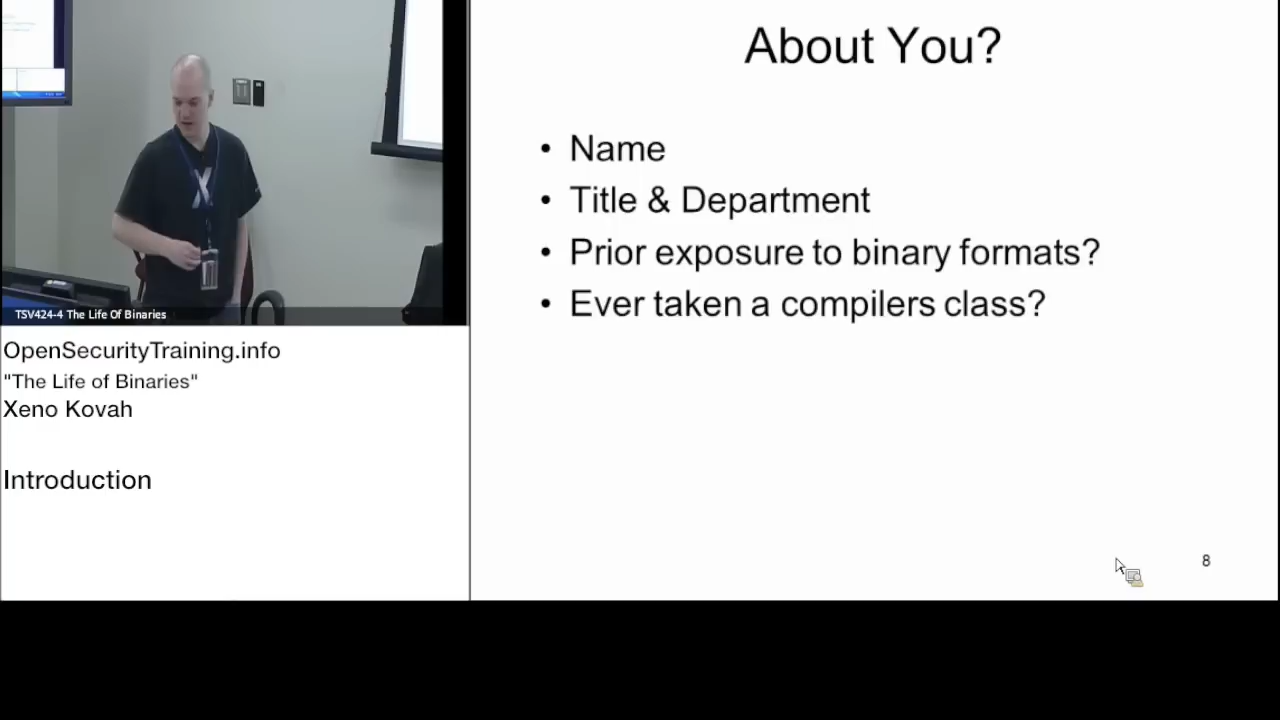 TSV424-4 The Life Of Binaries
OpenSecurityTraining.info
"The Life of Binaries"
Xeno Kovah
Introduction
About You?
• Name
• Title & Department
• Prior exposure to binary formats?
• Ever taken a compilers class?
8